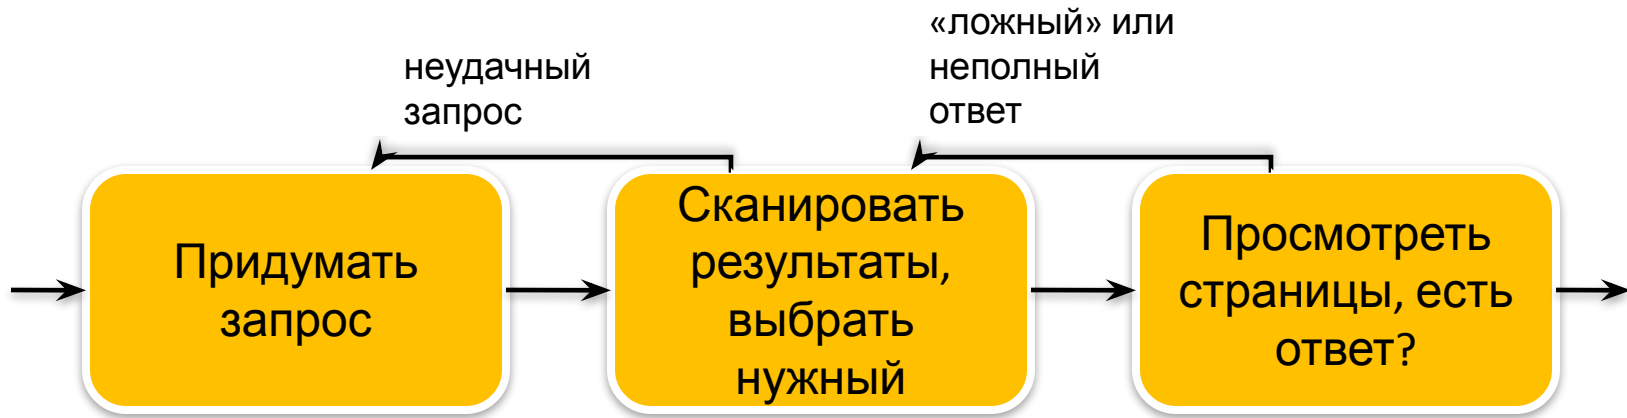 «ложный» или
неполный
ответ
неудачный
запрос
Придумать
запрос
Сканировать
результаты,
выбрать
нужный
Просмотреть
страницы, есть
ответ?